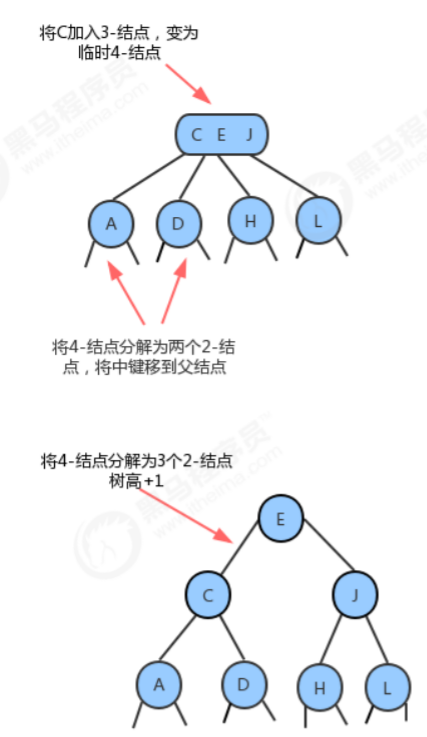 将C加入3-结点，变为
临时4-结点
C E J
A D H L
将4-结点分解为两个2-结
点，将中键移到父结点
将4-结点分解为3个2-结点
树高+1
E
C J
A D H L
黑马程序员
www.itheima.com